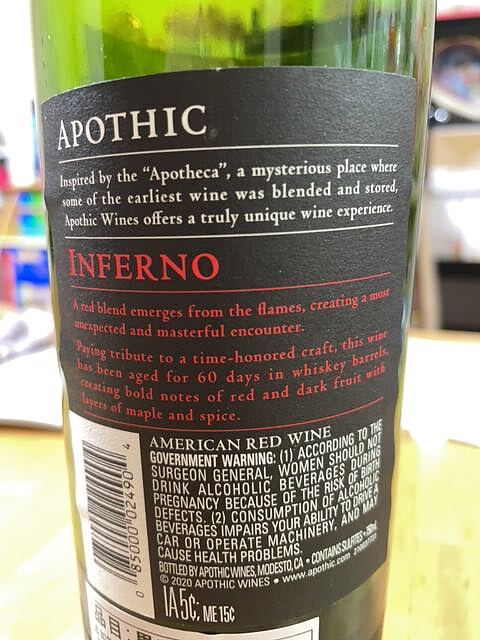 APOTHIC
Inspired by the "Apotheca", a mysterious place where
some of the earliest wine was blended and stored,
Apothic Wines offers a truly unique wine experience.
INFERNO
A red blend emerges from the flames, creating a most
unexpected and masterful encounter.
Paying tribute to a time-honored craft, this wine
has been aged for 60 days in whiskey barrels,
creating bold notes of red and dark fruit with
layers of maple and spice.
AMERICAN RED WINE
GOVERNMENT WARNING: (1) ACCORDING TO THE
SURGEON GENERAL, WOMEN SHOULD NOT
DRINK ALCOHOLIC BEVERAGES DURING
PREGNANCY BECAUSE OF THE RISK OF BIRTH
DEFECTS. (2) CONSUMPTION OF ALCOHOLIC
BEVERAGES IMPAIRS YOUR ABILITY TO DRIVE A
CAR OR OPERATE MACHINERY, AND MAY
CAUSE HEALTH PROBLEMS.
BOTTLED BY APOTHIC WINES, MODESTO, CA • CONTAINS SULFITES • 750mL
© 2020 APOTHIC WINES • www.apothic.com
IA 5¢, ME 15¢
0 85000 02490 4
品目: